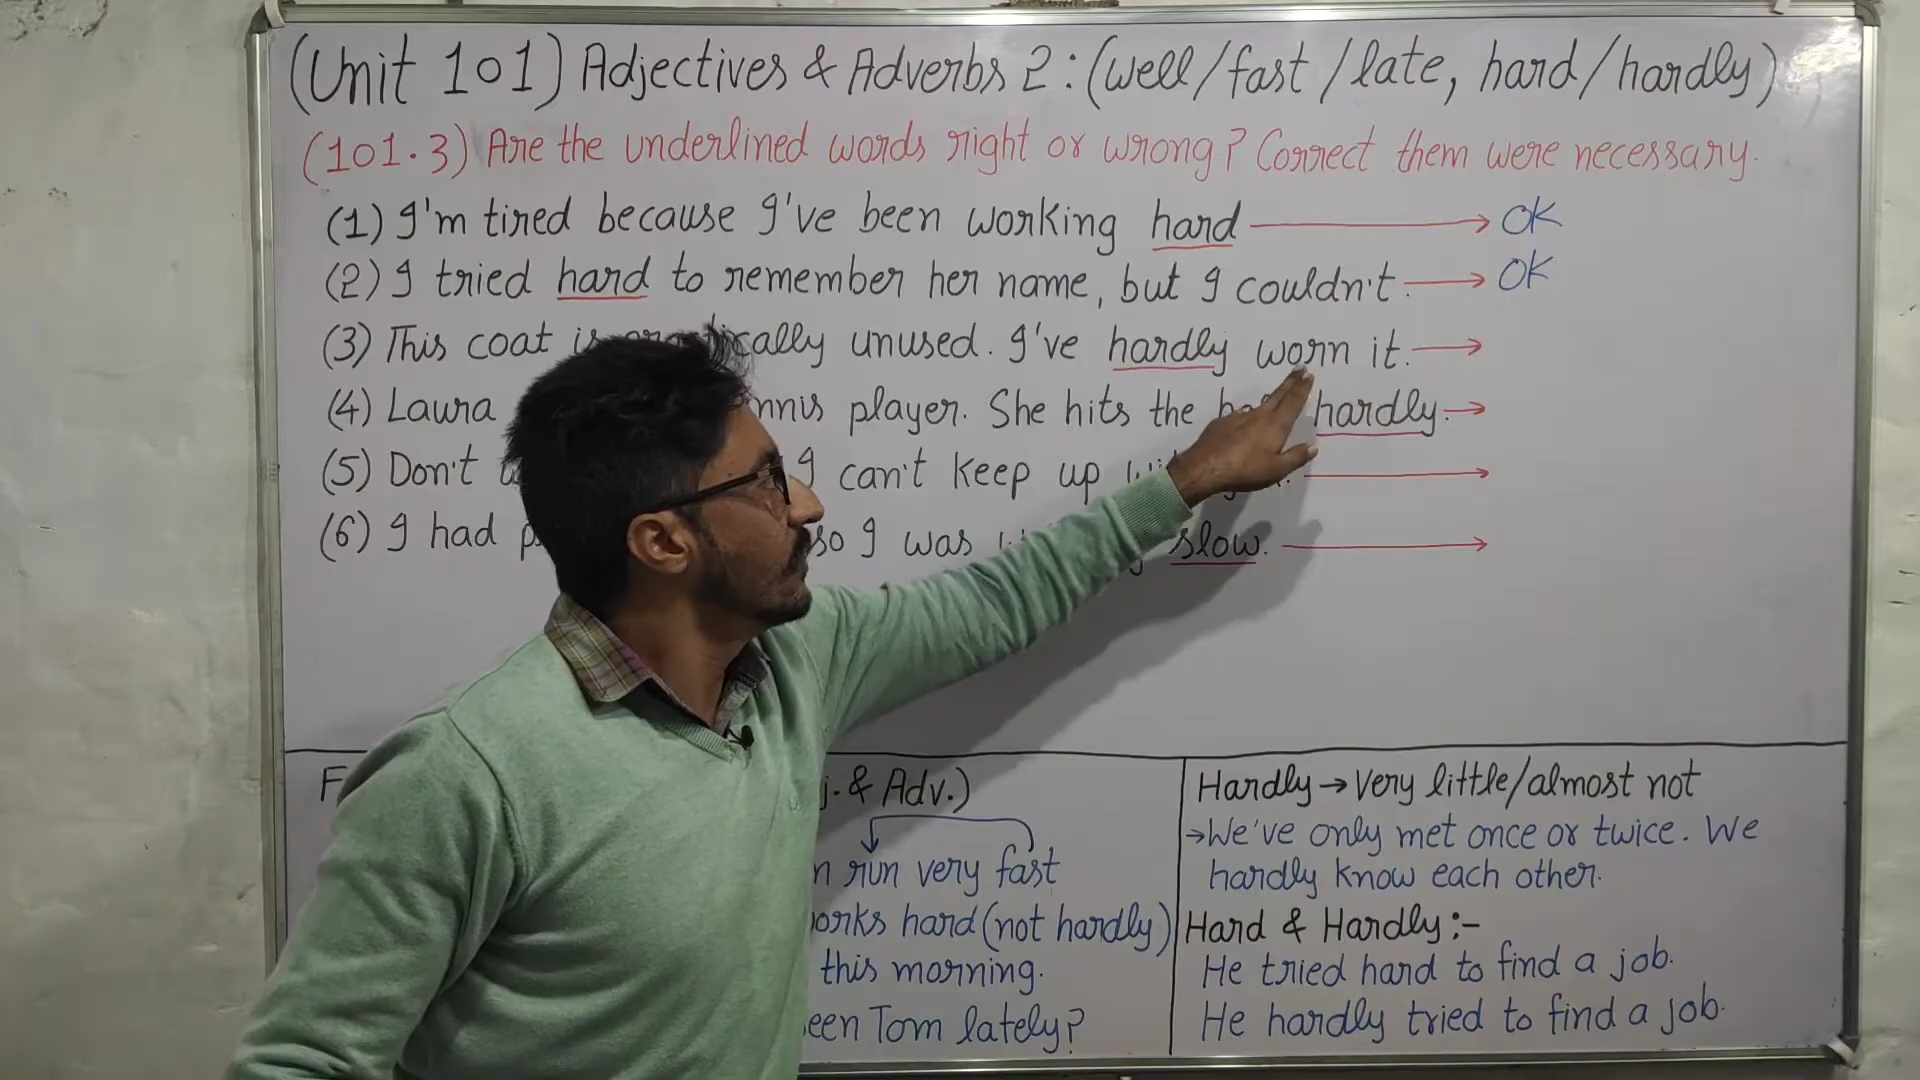 (Unit 101) Adjectives & Adverbs 2 : (well/fast/late, hard/hardly)
(101.3) Are the underlined words right or wrong? Correct them were necessary.
(1) I'm tired because I've been working hard → OK
(2) I tried hard to remember her name, but I couldn't. → OK
(3) This coat unused. I've hardly worn it. →
(4) Laura player. She hits the hardly. →
(5) Don't I can't keep up →
(6) I had so I was slow. →
& Adv.)
run very fast
hard (not hardly)
this morning.
Tom lately?
Hardly → Very little/almost not
→ We've only met once or twice. We
hardly know each other.
Hard & Hardly :-
He tried hard to find a job.
He hardly tried to find a job.